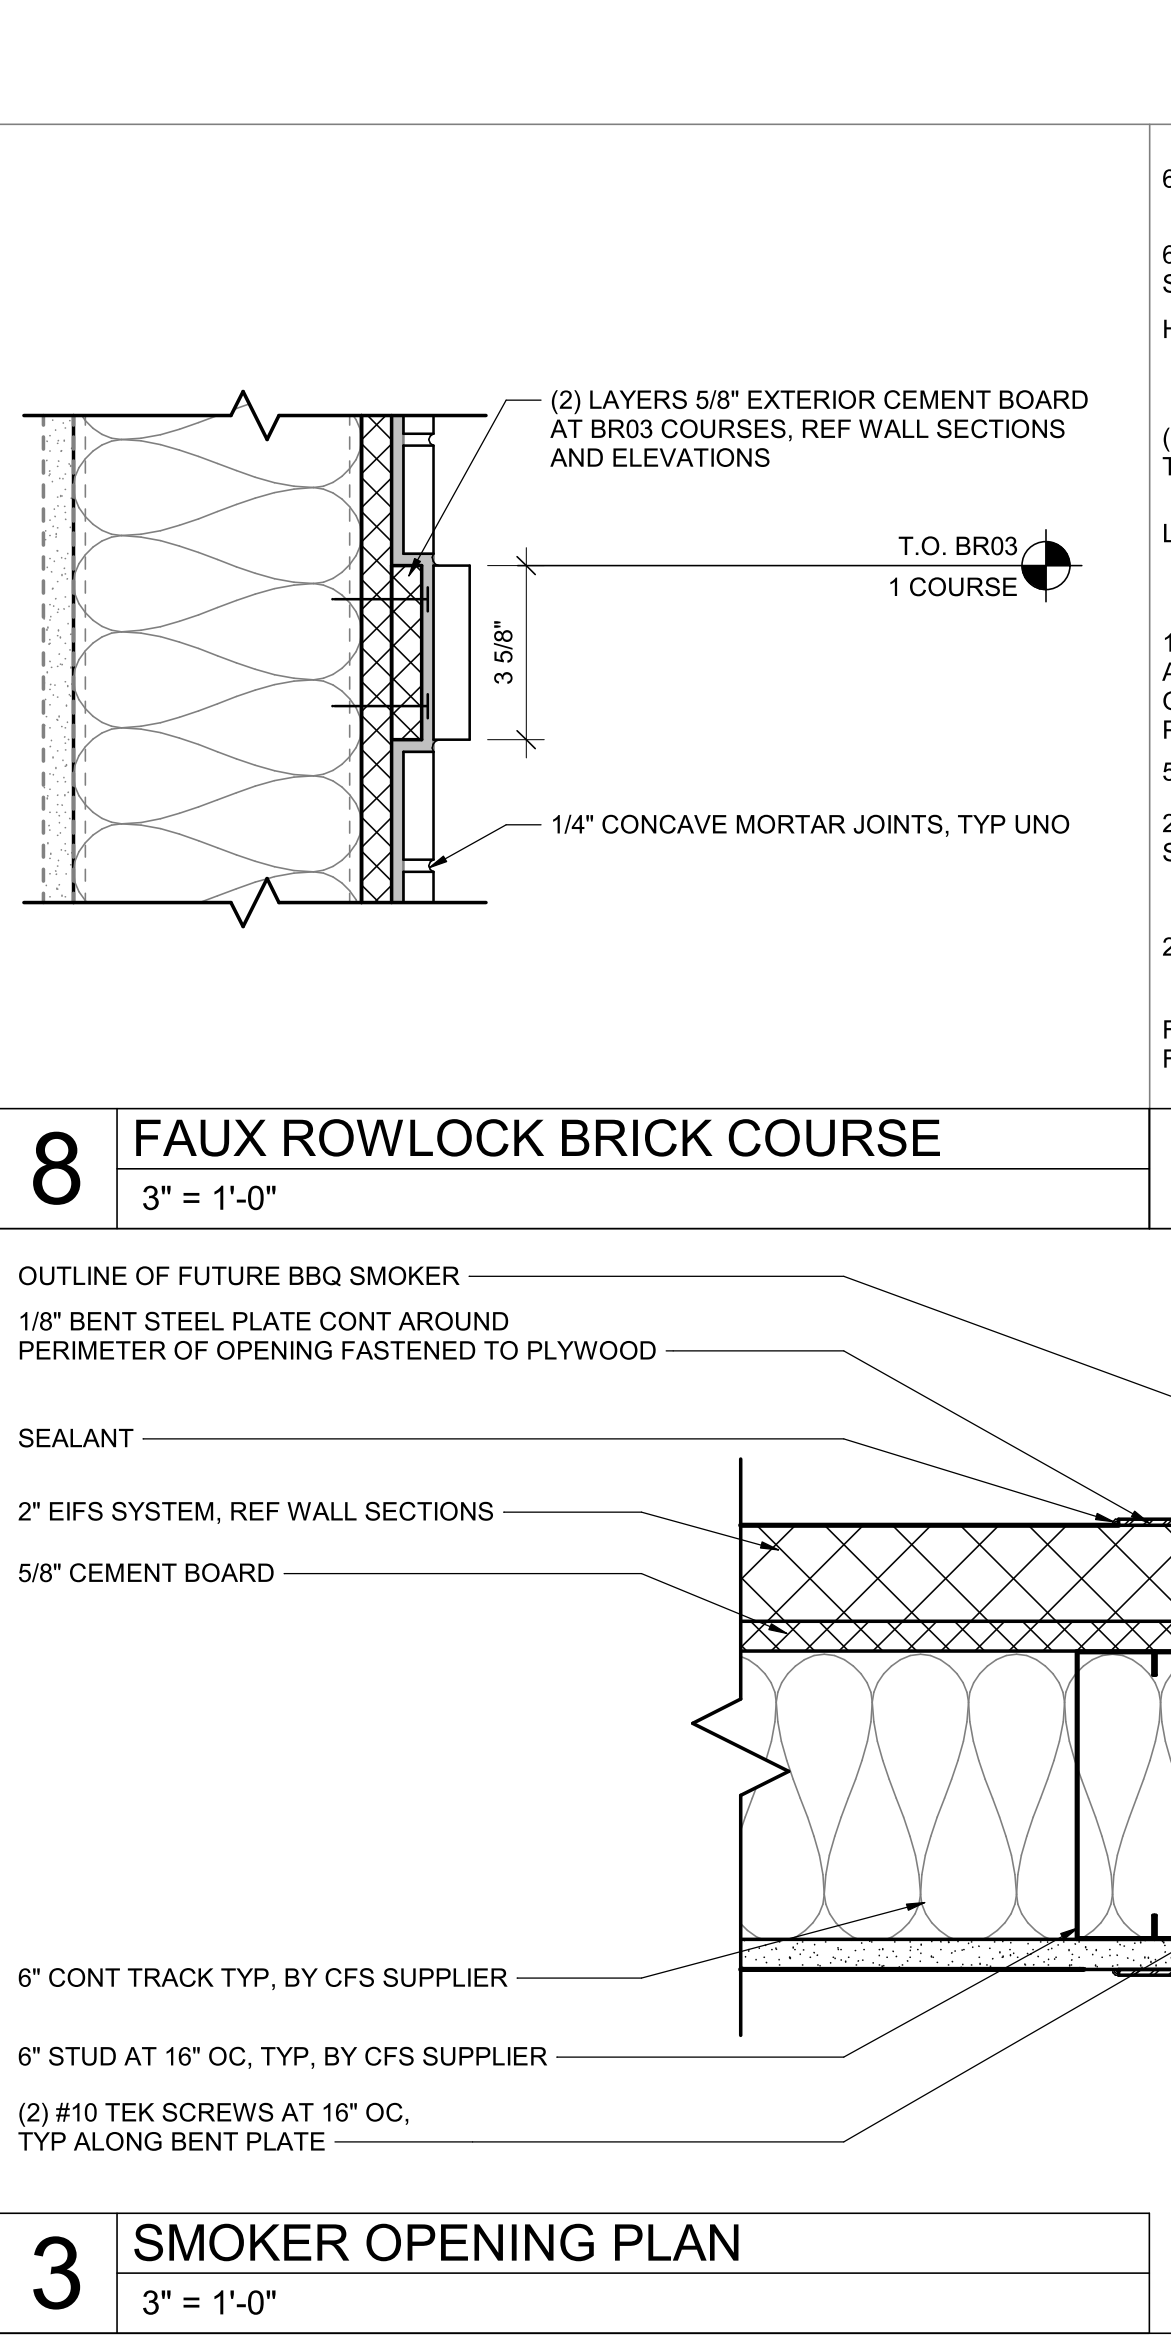 (2) LAYERS 5/8" EXTERIOR CEMENT BOARD
AT BR03 COURSES, REF WALL SECTIONS
AND ELEVATIONS
T.O. BR03
1 COURSE
3 5/8"
1/4" CONCAVE MORTAR JOINTS, TYP UNO
8
FAUX ROWLOCK BRICK COURSE
3" = 1'-0"
OUTLINE OF FUTURE BBQ SMOKER
1/8" BENT STEEL PLATE CONT AROUND
PERIMETER OF OPENING FASTENED TO PLYWOOD
SEALANT
2" EIFS SYSTEM, REF WALL SECTIONS
5/8" CEMENT BOARD
6" CONT TRACK TYP, BY CFS SUPPLIER
6" STUD AT 16" OC, TYP, BY CFS SUPPLIER
(2) #10 TEK SCREWS AT 16" OC,
TYP ALONG BENT PLATE
3
SMOKER OPENING PLAN
3" = 1'-0"